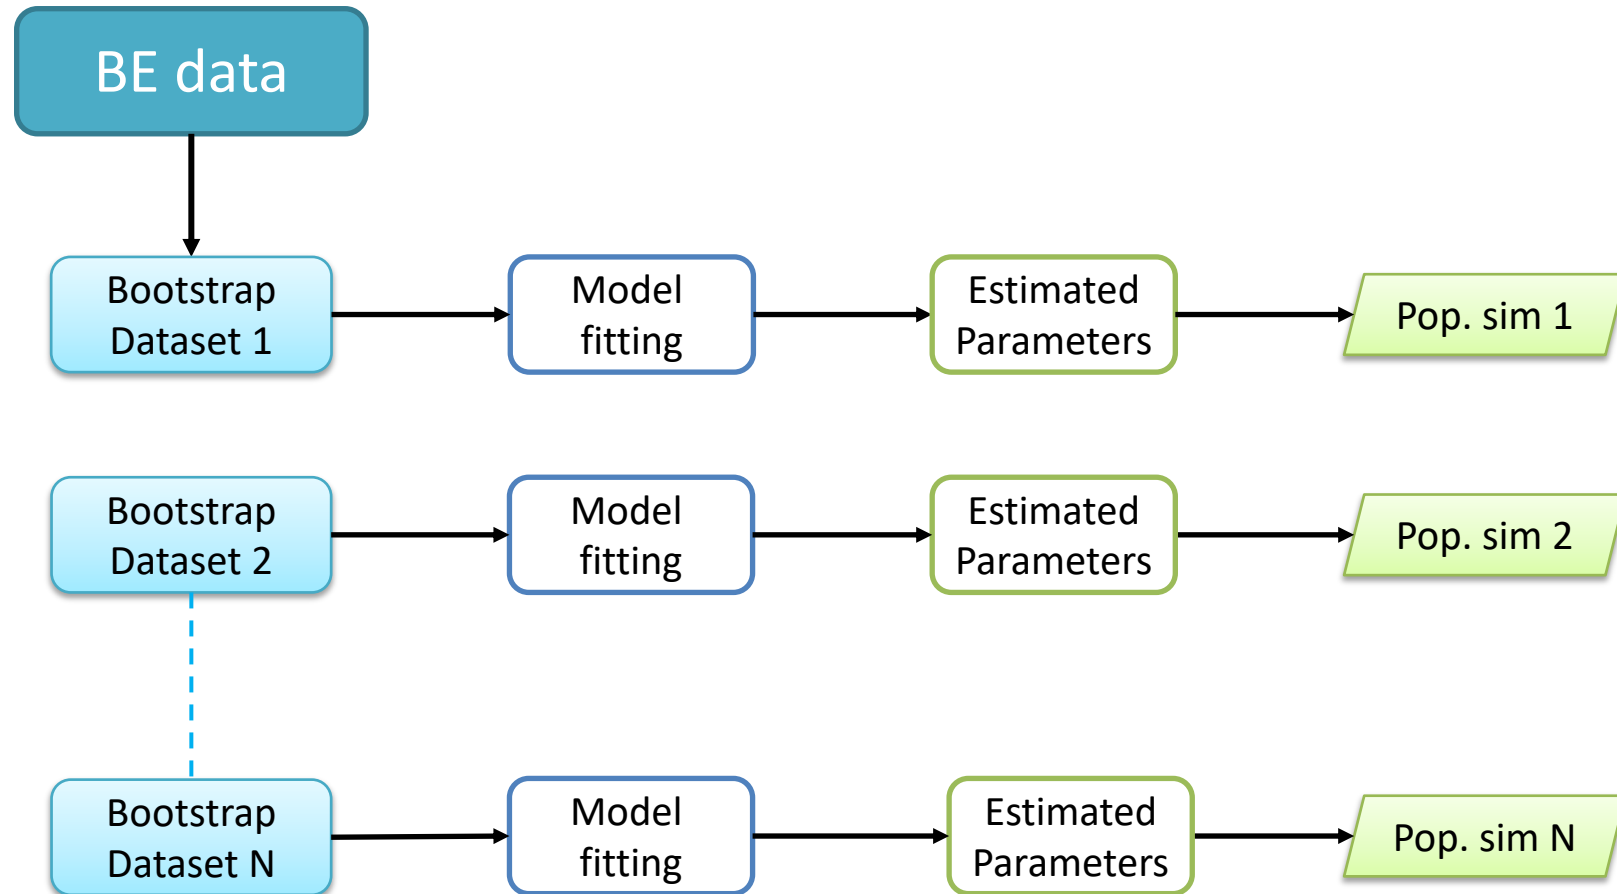 BE data
Bootstrap
Dataset 1
Model
fitting
Estimated
Parameters
Pop. sim 1
Bootstrap
Dataset 2
Model
fitting
Estimated
Parameters
Pop. sim 2
Bootstrap
Dataset N
Model
fitting
Estimated
Parameters
Pop. sim N